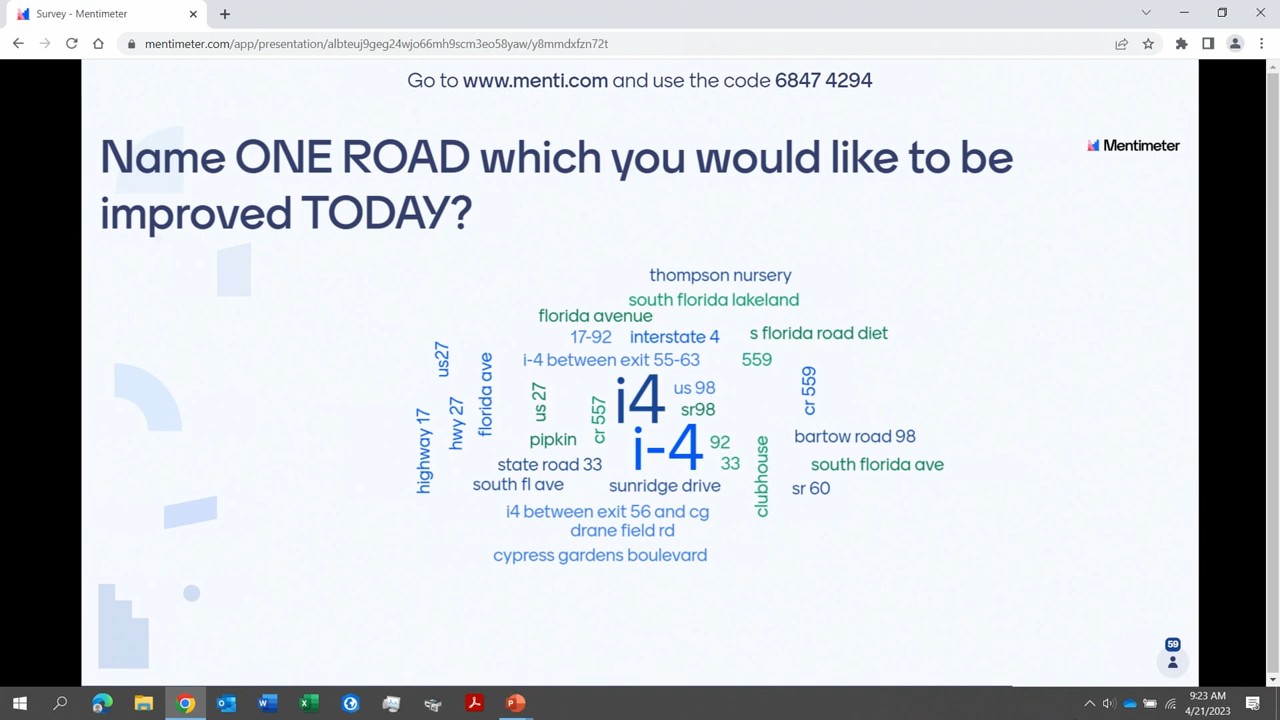 Survey - Mentimeter
mentimeter.com/app/presentation/albteuj9geg24wjo66mh9scm3eo58yaw/y8mmdxfzn72t
Go to www.menti.com and use the code 6847 4294
Name ONE ROAD which you would like to be
improved TODAY?
Mentimeter
thompson nursery
south florida lakeland
florida avenue
17-92
interstate 4
s florida road diet
us27
florida ave
i-4 between exit 55-63
559
cr 559
highway 17
hwy 27
us 27
cr 557
i4
us 98
sr98
pipkin
i-4
92
bartow road 98
state road 33
33
clubhouse
south florida ave
south fl ave
sunridge drive
sr 60
i4 between exit 56 and cg
drane field rd
cypress gardens boulevard
59
9:23 AM
4/21/2023